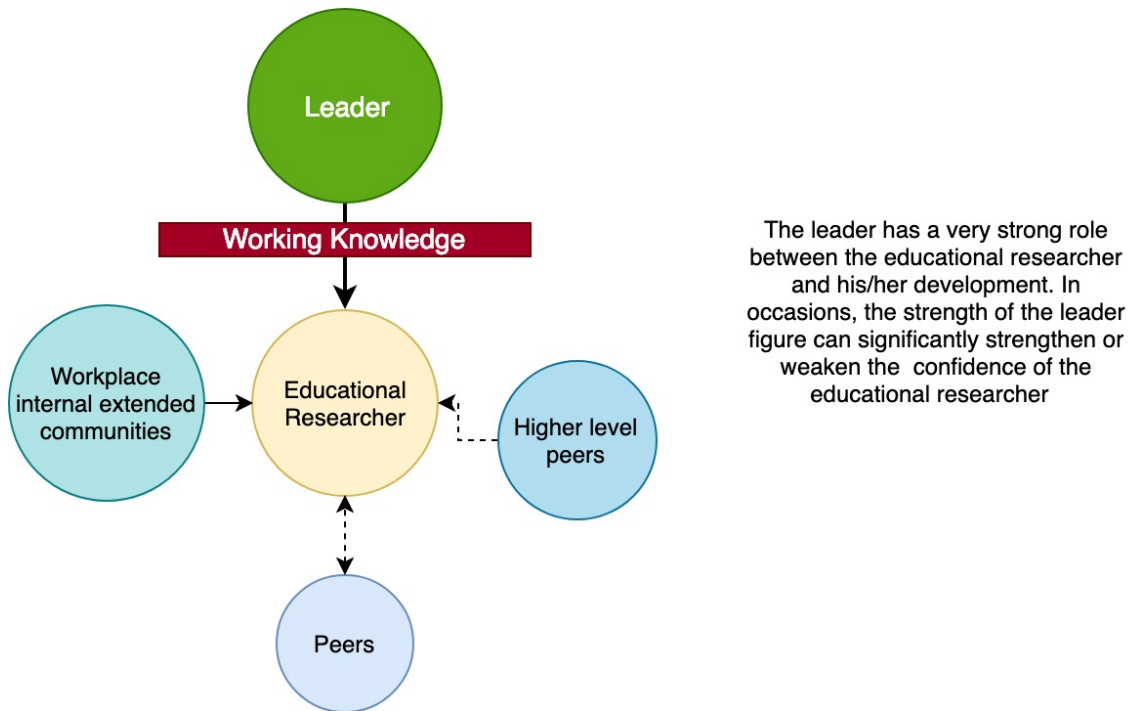 Leader
Working Knowledge
Workplace
internal extended
communities
Educational
Researcher
Higher level
peers
Peers
The leader has a very strong role
between the educational researcher
and his/her development. In
occasions, the strength of the leader
figure can significantly strengthen or
weaken the  confidence of the
educational researcher